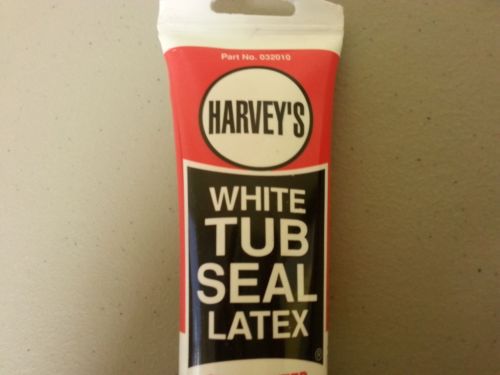 Part No. 032010
HARVEY'S
WHITE
TUB
SEAL
LATEX
®